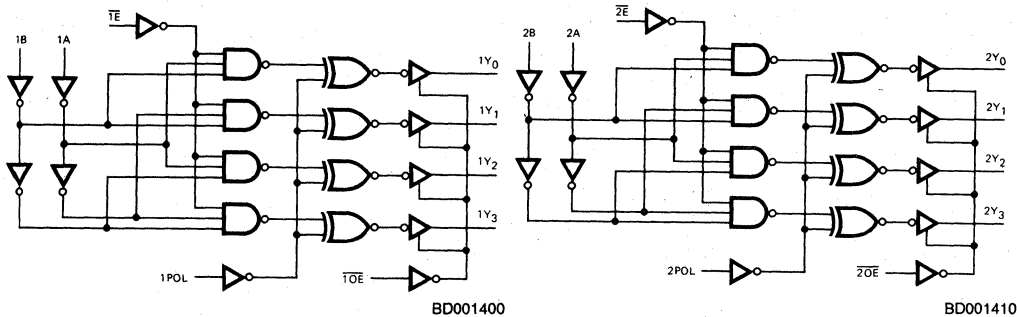 1E
1B 1A
1Y0
1Y1
1Y2
1Y3
1POL
1OE
BD001400
2E
2B 2A
2Y0
2Y1
2Y2
2Y3
2POL
2OE
BD001410